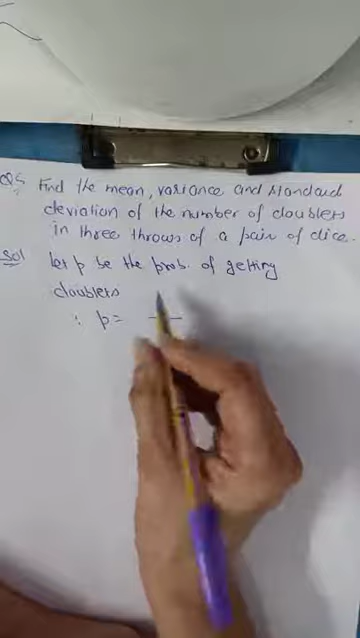 Q5 Find the mean, variance and standard
deviation of the number of doublets
in three throws of a pair of dice.
Sol let p be the prob. of getting
doublets
∴ p=